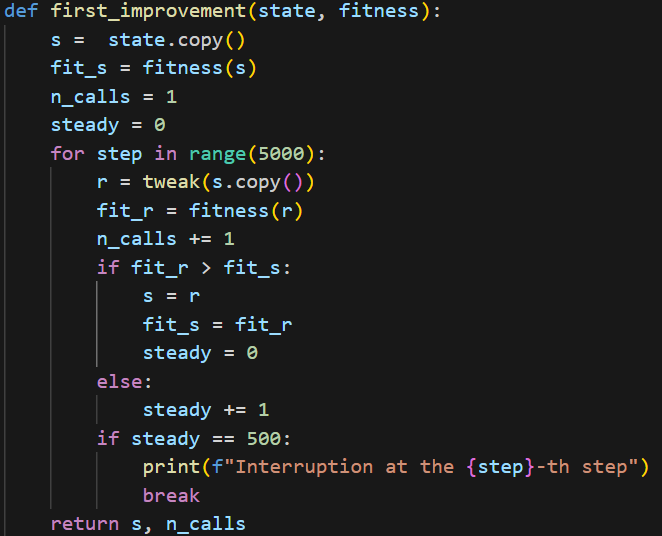 def first_improvement(state, fitness):
    s =  state.copy()
    fit_s = fitness(s)
    n_calls = 1
    steady = 0
    for step in range(5000):
        r = tweak(s.copy())
        fit_r = fitness(r)
        n_calls += 1
        if fit_r > fit_s:
            s = r
            fit_s = fit_r
            steady = 0
        else:
            steady += 1
        if steady == 500:
            print(f"Interruption at the {step}-th step")
            break
    return s, n_calls